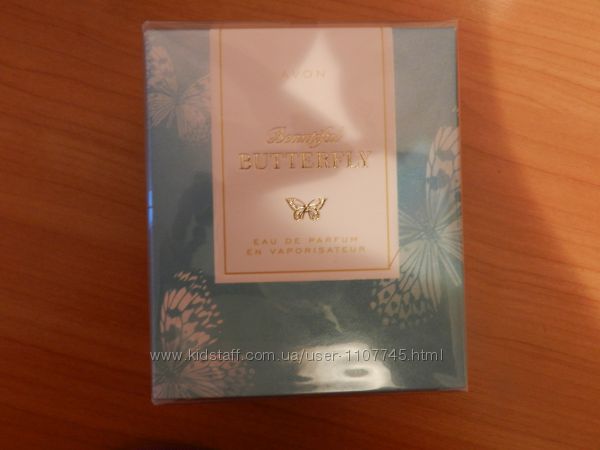 AVON
Beautiful
BUTTERFLY
EAU DE PARFUM
EN VAPORISATEUR
www.kidstaff.com.ua/user-1107745.html